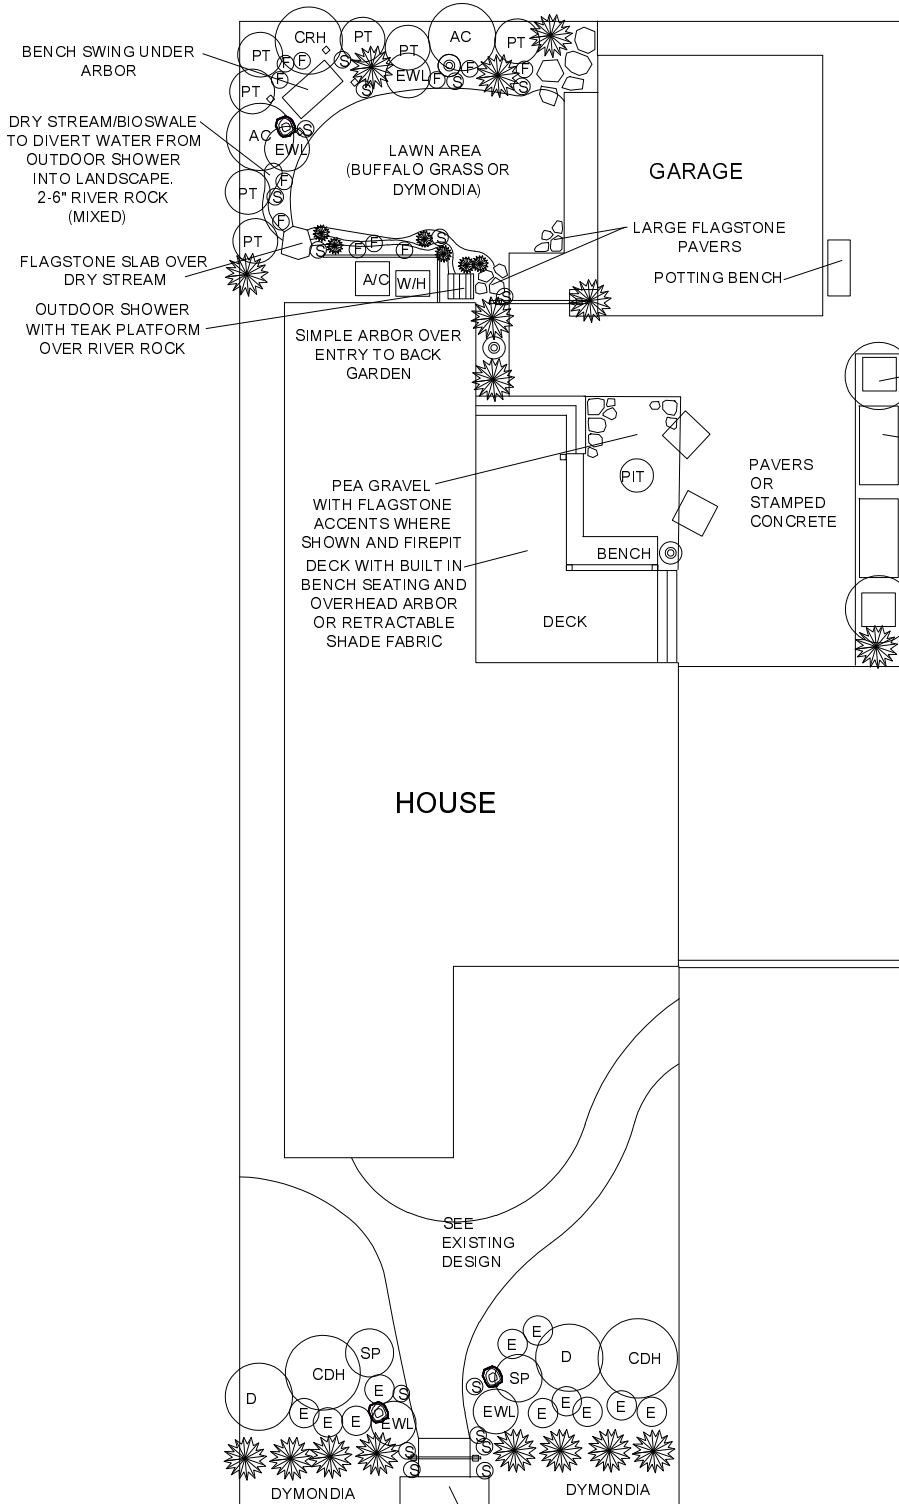 CRH
PT
PT
PT
AC
PT
EWL
F
F
F
F
F
F
S
S
S
S
S
PT
BENCH SWING UNDER
ARBOR
DRY STREAM/BIOSWALE
TO DIVERT WATER FROM
OUTDOOR SHOWER
INTO LANDSCAPE.
2-6" RIVER ROCK
(MIXED)
AC
S
EWL
F
S
PT
F
PT
LAWN AREA
(BUFFALO GRASS OR
DYMONDIA)
GARAGE
LARGE FLAGSTONE
PAVERS
POTTING BENCH
FLAGSTONE SLAB OVER
DRY STREAM
S
F
F
F
S
A/C
W/H
S
OUTDOOR SHOWER
WITH TEAK PLATFORM
OVER RIVER ROCK
SIMPLE ARBOR OVER
ENTRY TO BACK
GARDEN
PEA GRAVEL
WITH FLAGSTONE
ACCENTS WHERE
SHOWN AND FIREPIT
DECK WITH BUILT IN
BENCH SEATING AND
OVERHEAD ARBOR
OR RETRACTABLE
SHADE FABRIC
PIT
BENCH
DECK
PAVERS
OR
STAMPED
CONCRETE
HOUSE
SEE
EXISTING
DESIGN
SP
CDH
D
E
S
E
E
E
EWL
S
S
E
E
D
CDH
S
SP
EWL
E
E
E
E
E
S
S
S
DYMONDIA
DYMONDIA